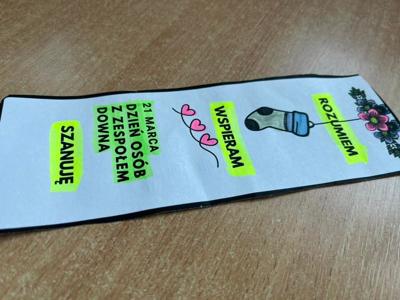 ROZUMIEM
WSPIERAM
21 MARCA
DZIEŃ OSÓB
Z ZESPOŁEM
DOWNA
SZANUJĘ